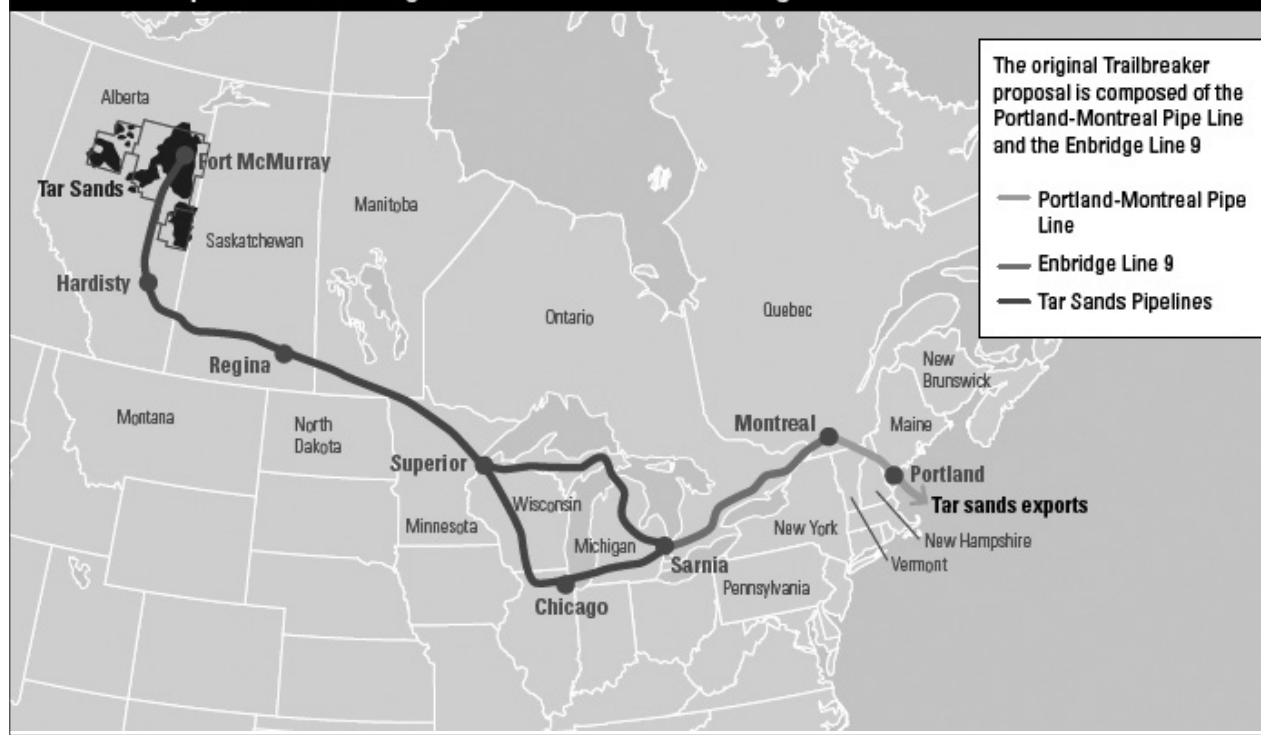 The original Trailbreaker
proposal is composed of the
Portland-Montreal Pipe Line
and the Enbridge Line 9
Portland-Montreal Pipe
Line
Enbridge Line 9
Tar Sands Pipelines
Alberta
Fort McMurray
Tar Sands
Manitoba
Saskatchewan
Hardisty
Ontario
Quebec
Regina
New
Brunswick
Montana
North
Dakota
Montreal
Maine
Superior
Portland
Tar sands exports
Wisconsin
Minnesota
Michigan
New York
New Hampshire
Sarnia
Vermont
Pennsylvania
Chicago